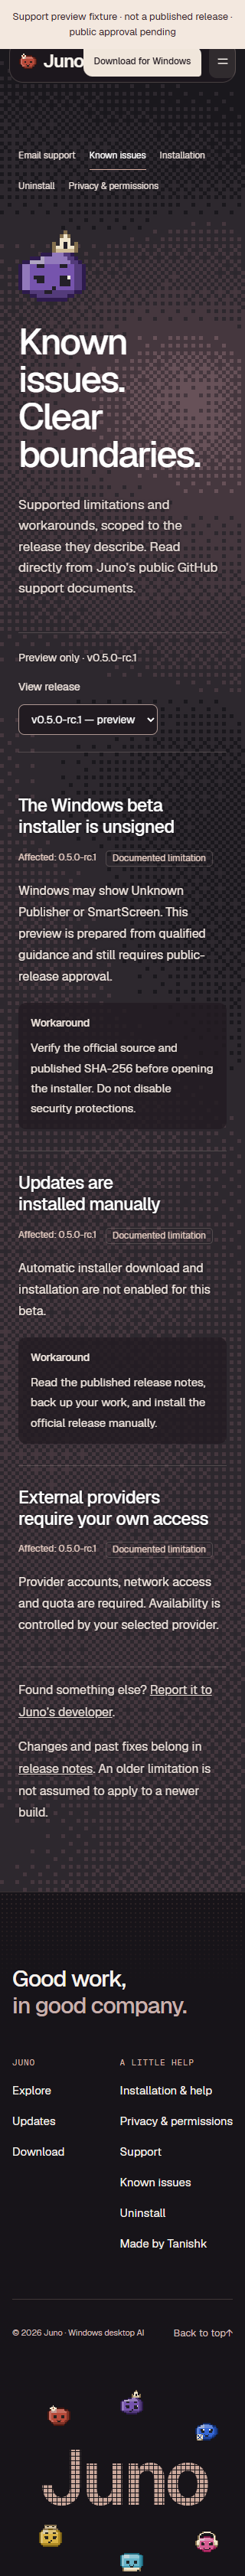 Support preview fixture · not a published release ·
public approval pending
Juno
Download for Windows
Email support Known issues Installation
Uninstall Privacy & permissions
Known
issues.
Clear
boundaries.
Supported limitations and
workarounds, scoped to the
release they describe. Read
directly from Juno's public GitHub
support documents.
Preview only · v0.5.0-rc.1
View release
v0.5.0-rc.1 — preview
The Windows beta
installer is unsigned
Affected: 0.5.0-rc.1 Documented limitation
Windows may show Unknown
Publisher or SmartScreen. This
preview is prepared from qualified
guidance and still requires public-
release approval.
Workaround
Verify the official source and
published SHA-256 before opening
the installer. Do not disable
security protections.
Updates are
installed manually
Affected: 0.5.0-rc.1 Documented limitation
Automatic installer download and
installation are not enabled for this
beta.
Workaround
Read the published release notes,
back up your work, and install the
official release manually.
External providers
require your own access
Affected: 0.5.0-rc.1 Documented limitation
Provider accounts, network access
and quota are required. Availability is
controlled by your selected provider.
Found something else? Report it to
Juno's developer.
Changes and past fixes belong in
release notes. An older limitation is
not assumed to apply to a newer
build.
Good work,
in good company.
JUNO
Explore
Updates
Download
A LITTLE HELP
Installation & help
Privacy & permissions
Support
Known issues
Uninstall
Made by Tanishk
© 2026 Juno · Windows desktop AI
Back to top↑
Juno